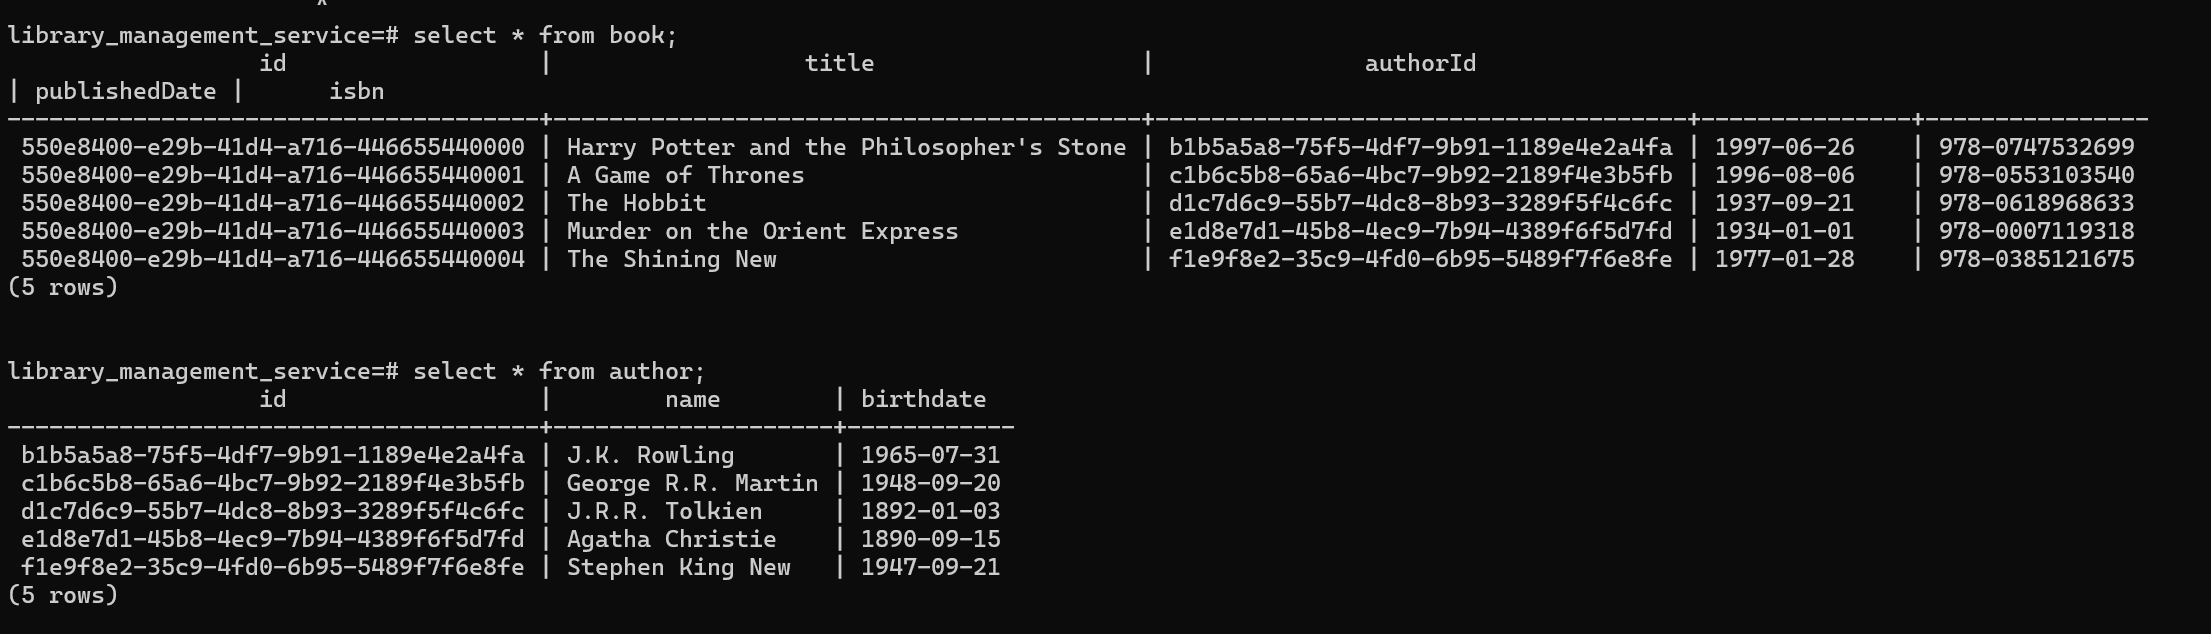 library_management_service=# select * from book;
id | title | authorId
| publishedDate | isbn
--------------------------------------+------------------------------------------+--------------------------------------+---------------+----------------
550e8400-e29b-41d4-a716-446655440000 | Harry Potter and the Philosopher's Stone | b1b5a5a8-75f5-4df7-9b91-1189e4e2a4fa | 1997-06-26 | 978-0747532699
550e8400-e29b-41d4-a716-446655440001 | A Game of Thrones | c1b6c5b8-65a6-4bc7-9b92-2189f4e3b5fb | 1996-08-06 | 978-0553103540
550e8400-e29b-41d4-a716-446655440002 | The Hobbit | d1c7d6c9-55b7-4dc8-8b93-3289f5f4c6fc | 1937-09-21 | 978-0618968633
550e8400-e29b-41d4-a716-446655440003 | Murder on the Orient Express | e1d8e7d1-45b8-4ec9-7b94-4389f6f5d7fd | 1934-01-01 | 978-0007119318
550e8400-e29b-41d4-a716-446655440004 | The Shining New | f1e9f8e2-35c9-4fd0-6b95-5489f7f6e8fe | 1977-01-28 | 978-0385121675
(5 rows)
library_management_service=# select * from author;
id | name | birthdate
--------------------------------------+--------------------+------------
b1b5a5a8-75f5-4df7-9b91-1189e4e2a4fa | J.K. Rowling | 1965-07-31
c1b6c5b8-65a6-4bc7-9b92-2189f4e3b5fb | George R.R. Martin | 1948-09-20
d1c7d6c9-55b7-4dc8-8b93-3289f5f4c6fc | J.R.R. Tolkien | 1892-01-03
e1d8e7d1-45b8-4ec9-7b94-4389f6f5d7fd | Agatha Christie | 1890-09-15
f1e9f8e2-35c9-4fd0-6b95-5489f7f6e8fe | Stephen King New | 1947-09-21
(5 rows)